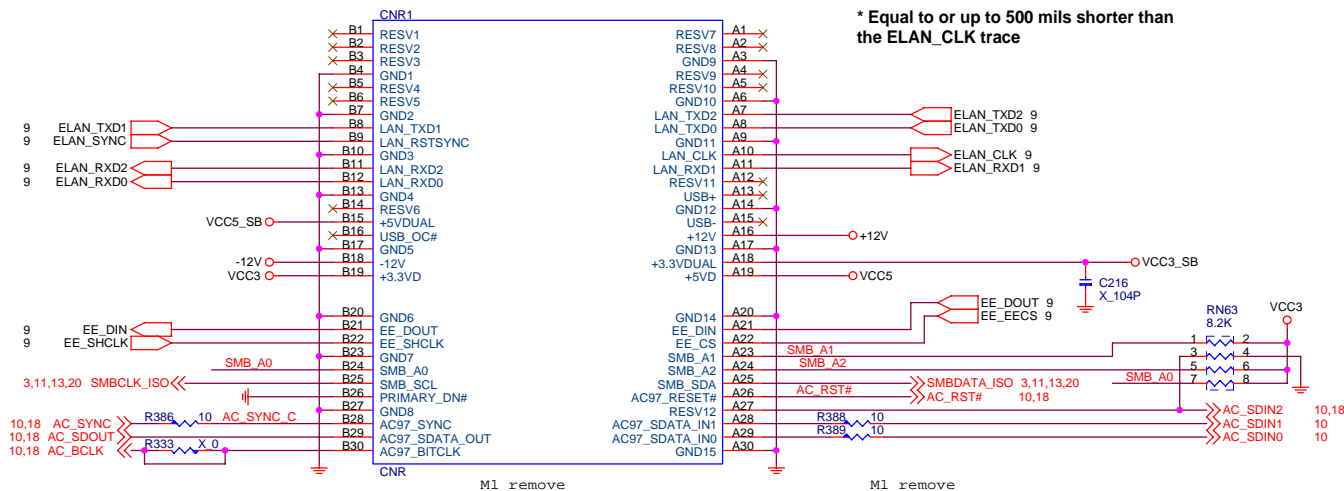 CNR1
* Equal to or up to 500 mils shorter than
the ELAN_CLK trace
B1 RESV1 RESV7 A1
B2 RESV2 RESV8 A2
B3 RESV3 GND9 A3
B4 GND1 RESV9 A4
B5 RESV4 RESV10 A5
B6 RESV5 GND10 A6
B7 GND2 LAN_TXD2 A7 ELAN_TXD2 9
9 ELAN_TXD1 B8 LAN_TXD1 LAN_TXD0 A8 ELAN_TXD0 9
9 ELAN_SYNC B9 LAN_RSTSYNC GND11 A9
B10 GND3 LAN_CLK A10 ELAN_CLK 9
9 ELAN_RXD2 B11 LAN_RXD2 LAN_RXD1 A11 ELAN_RXD1 9
9 ELAN_RXD0 B12 LAN_RXD0 RESV11 A12
B13 GND4 USB+ A13
B14 RESV6 GND12 A14
VCC5_SB B15 +5VDUAL USB- A15
B16 USB_OC# +12V A16 +12V
B17 GND5 GND13 A17
-12V B18 -12V +3.3VDUAL A18 VCC3_SB
VCC3 B19 +3.3VD +5VD A19 VCC5
C216
X_104P
EE_DOUT 9
EE_EECS 9
RN63
8.2K
VCC3
B20 GND6 GND14 A20
9 EE_DIN B21 EE_DOUT EE_DIN A21
9 EE_SHCLK B22 EE_SHCLK EE_CS A22
B23 GND7 SMB_A1 A23 SMB_A1 1 2
3 4
SMB_A0 B24 SMB_A0 SMB_A2 A24 SMB_A2 5 6
3,11,13,20 SMBCLK_ISO B25 SMB_SCL SMB_SDA A25 SMBDATA_ISO 3,11,13,20 SMB_A0 7 8
B26 PRIMARY_DN# AC97_RESET# A26 AC_RST# AC_RST# 10,18
B27 GND8 RESV12 A27 AC_SDIN2 10,18
10,18 AC_SYNC R386 10 AC_SYNC_C B28 AC97_SYNC AC97_SDATA_IN1 A28 R388 10 AC_SDIN1 10
10,18 AC_SDOUT B29 AC97_SDATA_OUT AC97_SDATA_IN0 A29 R389 10 AC_SDIN0 10
10,18 AC_BCLK R333 X_0 B30 AC97_BITCLK GND15 A30
CNR
M1 remove M1 remove